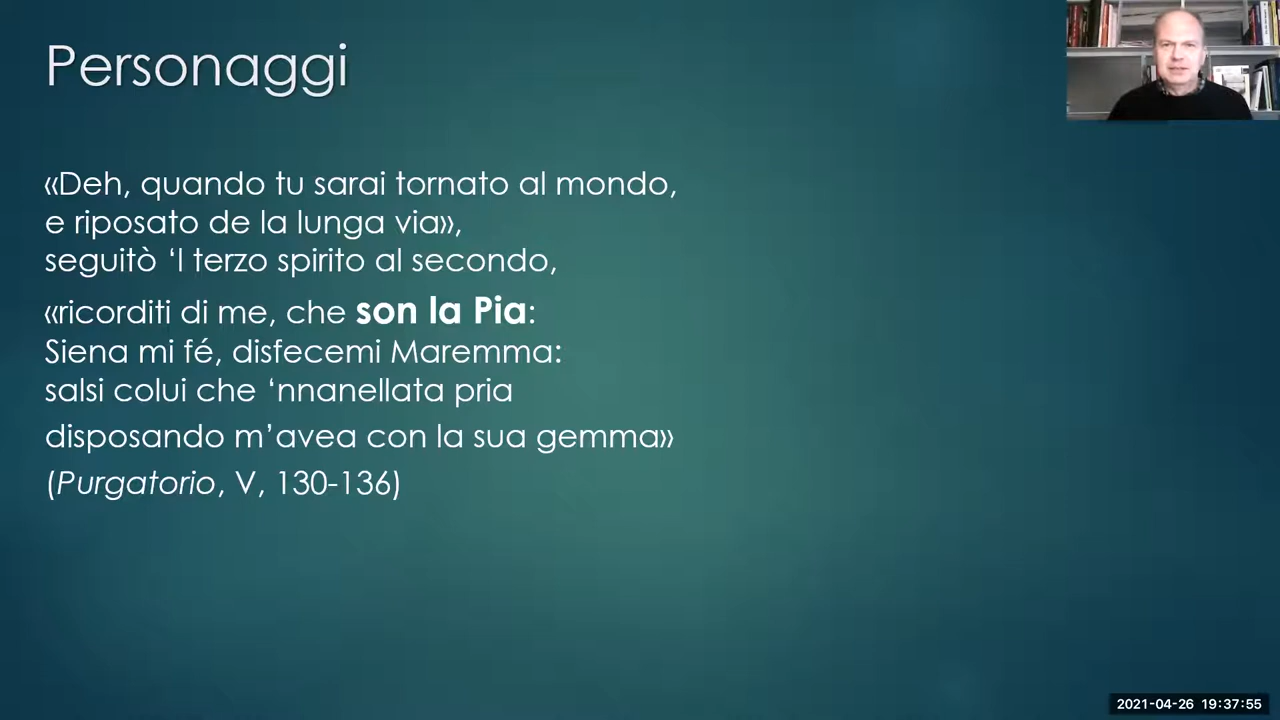 Personaggi
«Deh, quando tu sarai tornato al mondo,
e riposato de la lunga via»,
seguitò ‘l terzo spirito al secondo,
«ricorditi di me, che son la Pia:
Siena mi fé, disfecemi Maremma:
salsi colui che ‘nnanellata pria
disposando m’avea con la sua gemma»
(Purgatorio, V, 130-136)
2021-04-26 19:37:55